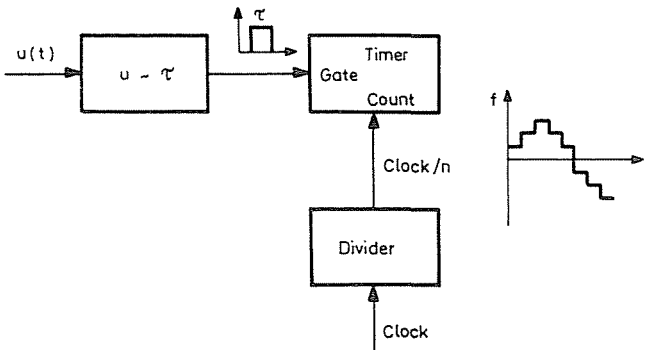 u(t)
u ~ τ
τ
Timer
Gate
Count
f
Clock/n
Divider
Clock